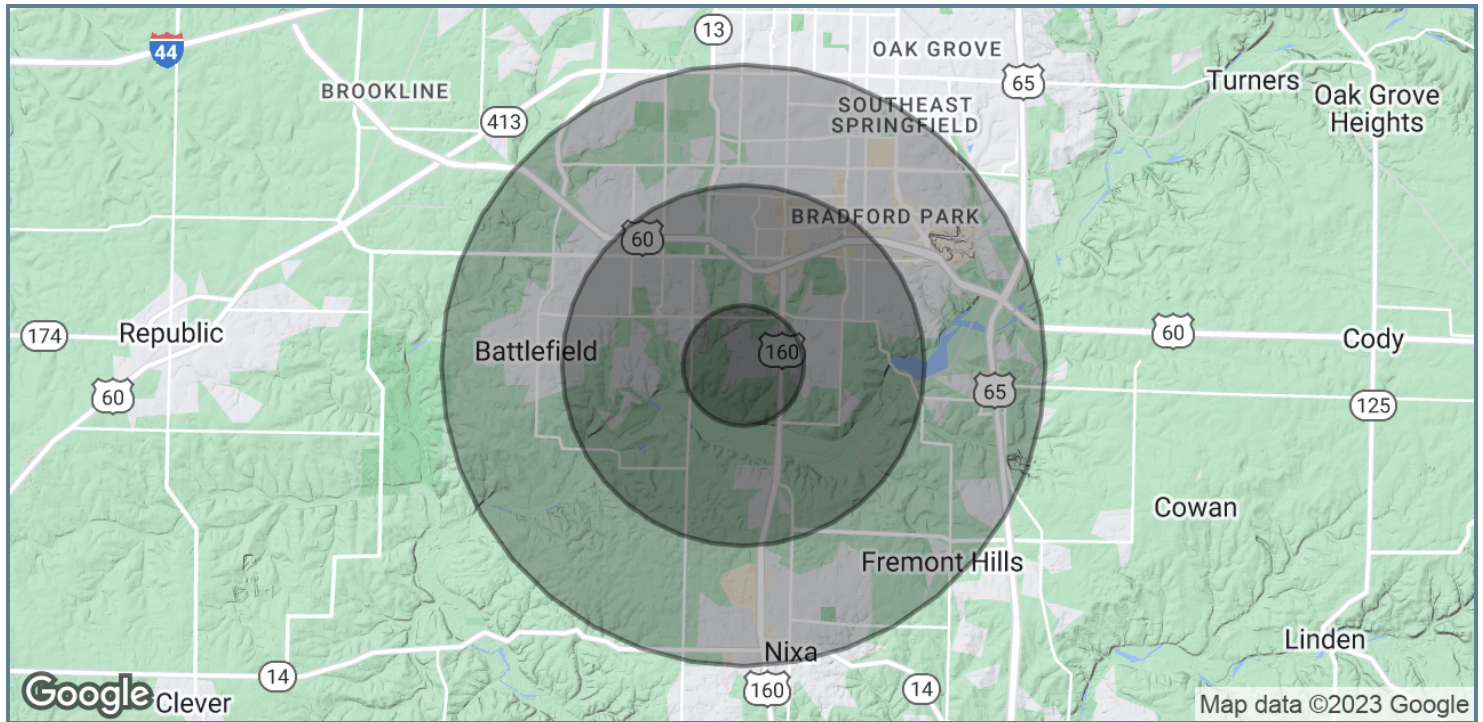 13
44
OAK GROVE
65
Turners
BROOKLINE
Oak Grove
Heights
SOUTHEAST
SPRINGFIELD
413
BRADFORD PARK
60
174
Republic
Battlefield
160
60
Cody
60
65
125
Cowan
Fremont Hills
Linden
Nixa
14
160
14
Google
Clever
Map data ©2023 Google